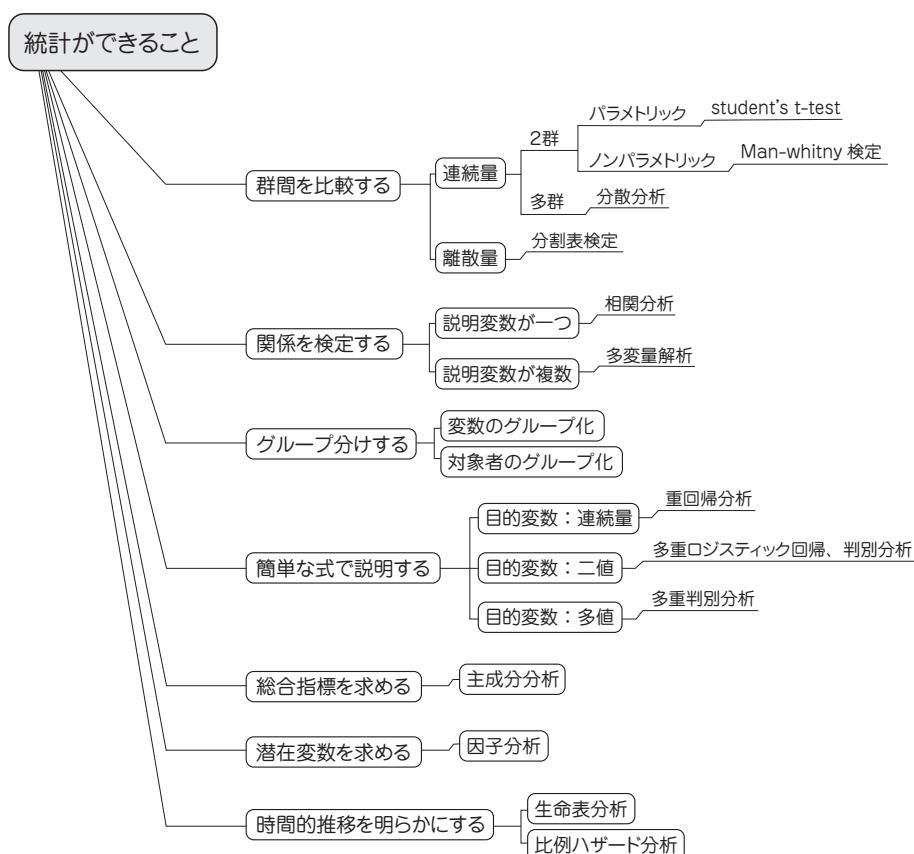 統計ができること
群間を比較する
連続量
2群
パラメトリック
student's t-test
ノンパラメトリック
Man-whitny 検定
多群
分散分析
離散量
分割表検定
関係を検定する
説明変数が一つ
相関分析
説明変数が複数
多変量解析
グループ分けする
変数のグループ化
対象者のグループ化
簡単な式で説明する
目的変数：連続量
重回帰分析
目的変数：二値
多重ロジスティック回帰、判別分析
目的変数：多値
多重判別分析
総合指標を求める
主成分分析
潜在変数を求める
因子分析
時間的推移を明らかにする
生命表分析
比例ハザード分析